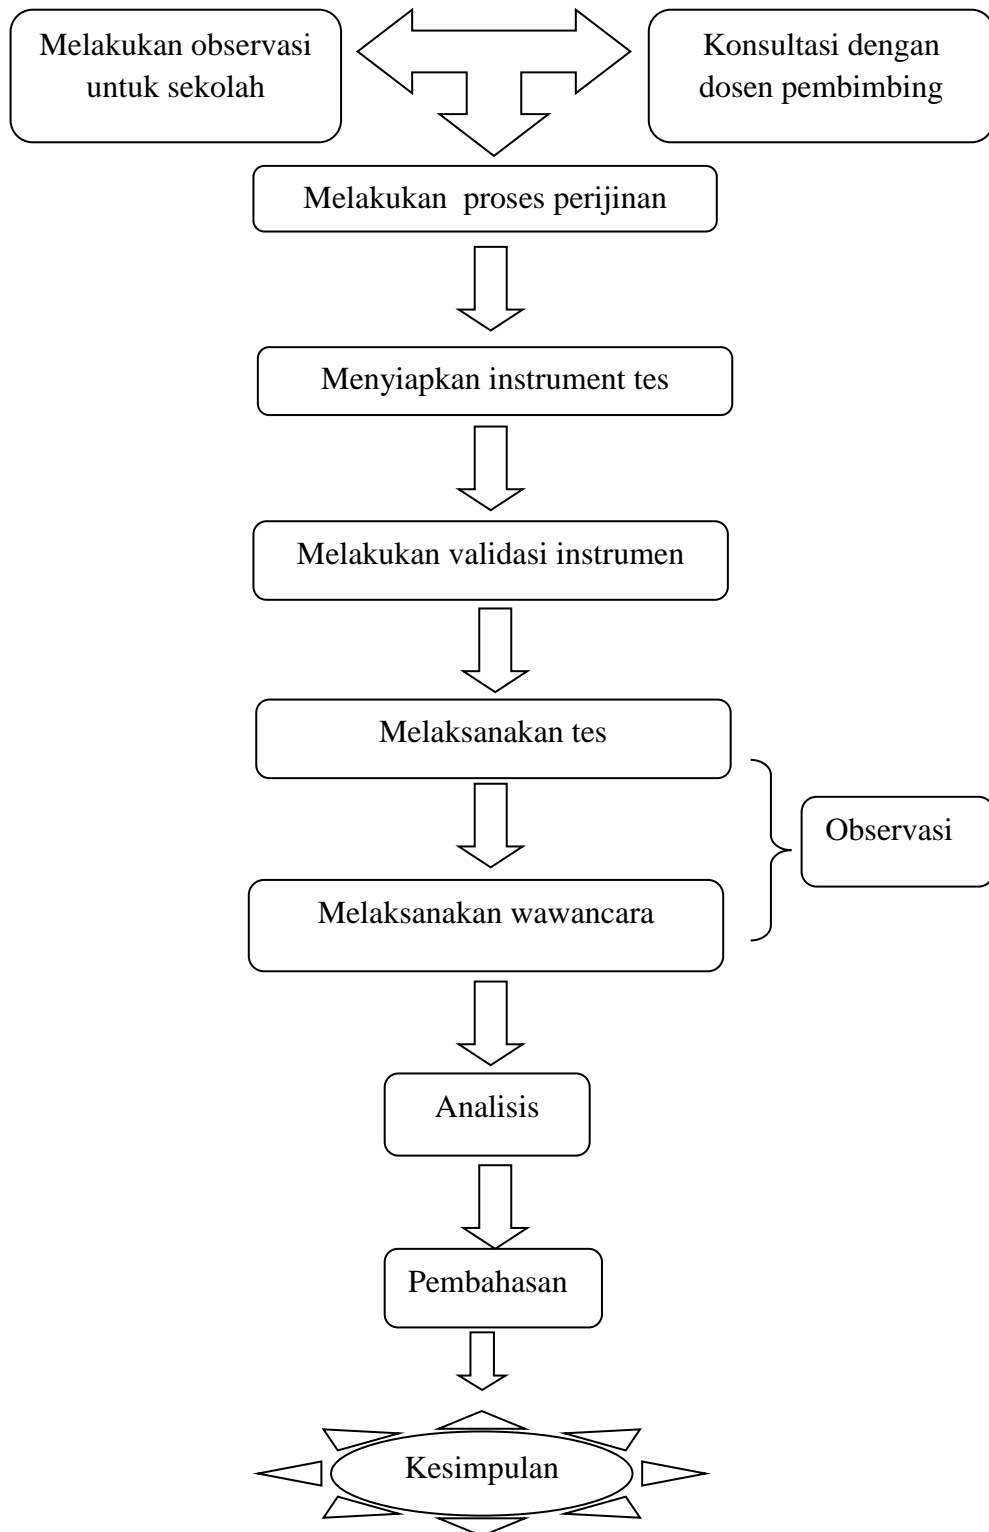 Melakukan observasi
untuk sekolah
Konsultasi dengan
dosen pembimbing
Melakukan  proses perijinan
Menyiapkan instrument tes
Melakukan validasi instrumen
Melaksanakan tes
Observasi
Melaksanakan wawancara
Analisis
Pembahasan
Kesimpulan